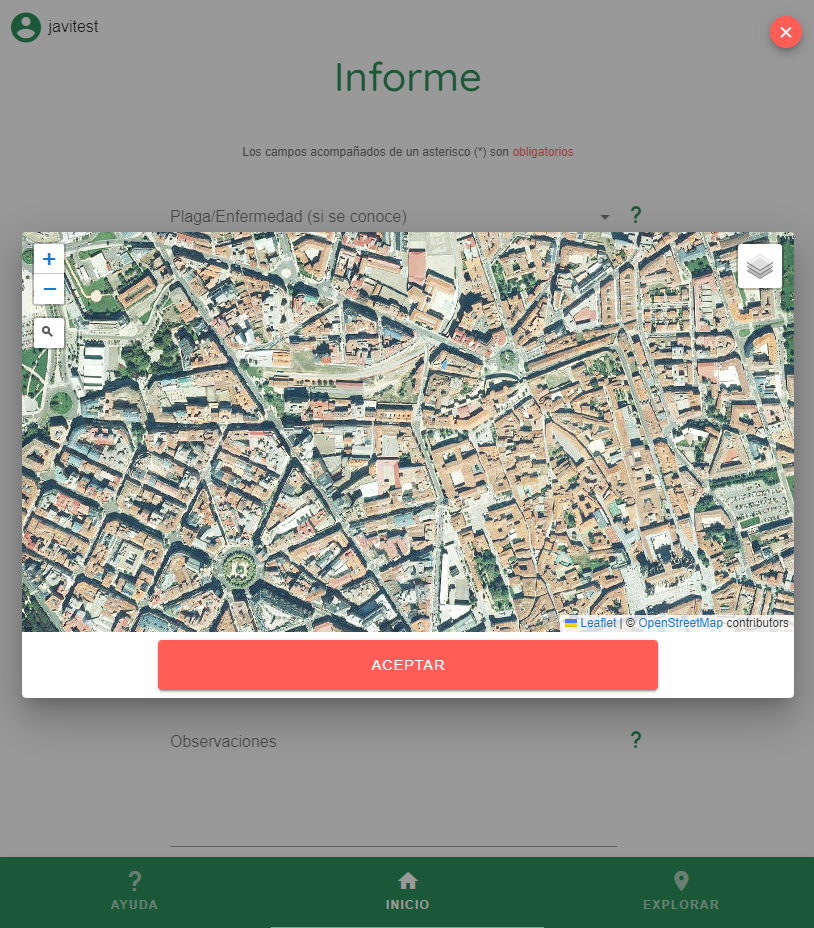 javitest
Informe
Los campos acompañados de un asterisco (*) son obligatorios
Plaga/Enfermedad (si se conoce)
?
+
−
Leaflet | © OpenStreetMap contributors
ACEPTAR
Observaciones
?
?
AYUDA
INICIO
EXPLORAR